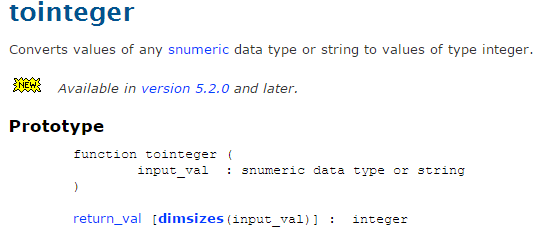 tointeger
Converts values of any snumeric data type or string to values of type integer.
NEW Available in version 5.2.0 and later.
Prototype
function tointeger (
input_val : snumeric data type or string
)
return_val [dimsizes(input_val)] : integer